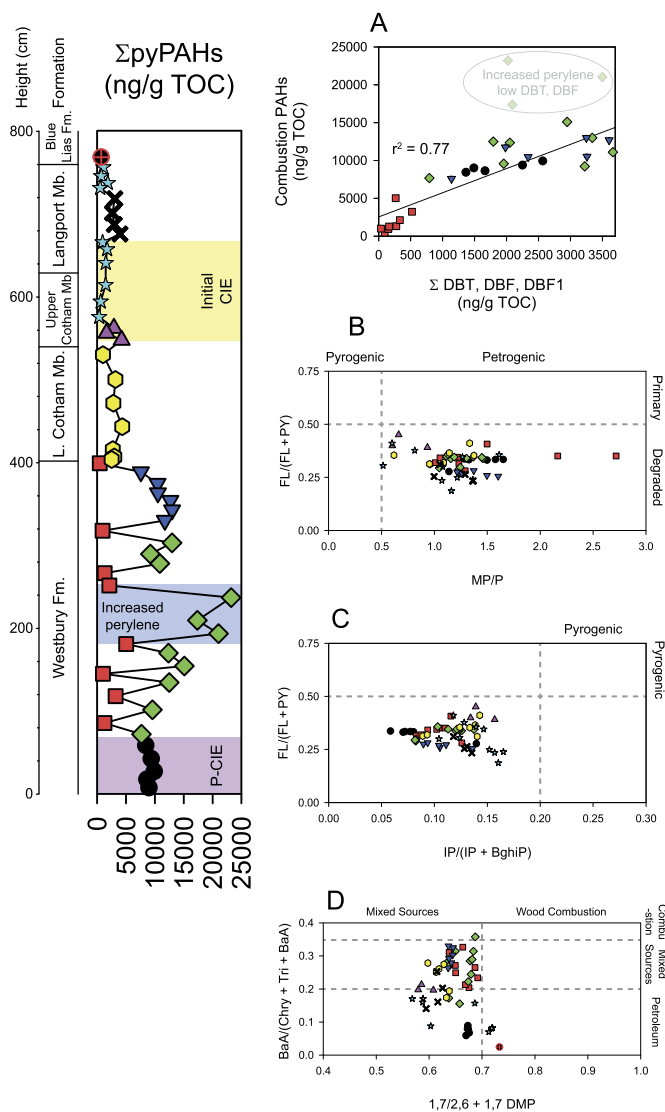 ΣpyPAHs
(ng/g TOC)
Height (cm)
Formation
800
600
400
200
0
Blue
Lias Fm.
Langport Mb.
Upper
Cotham Mb
L. Cotham Mb.
Westbury Fm.
Initial
CIE
Increased
perylene
P-CIE
0
5000
10000
15000
20000
25000
A
Combustion PAHs
(ng/g TOC)
25000
20000
15000
10000
5000
0
Increased perylene
low DBT, DBF
r² = 0.77
0 500 1000 1500 2000 2500 3000 3500
Σ DBT, DBF, DBF1
(ng/g TOC)
B
Pyrogenic
Petrogenic
Primary
Degraded
FL/(FL+PY)
0.75
0.50
0.25
0.00
0.0 0.5 1.0 1.5 2.0 2.5 3.0
MP/P
C
Pyrogenic
Pyrogenic
FL/(FL+PY)
0.75
0.50
0.25
0.00
0.00 0.05 0.10 0.15 0.20 0.25 0.30
IP/(IP + BghiP)
D
Mixed Sources
Wood Combustion
Combu
-stion
Mixed
Sources
Petroleum
BaA/(Chry + Tri + BaA)
0.4
0.3
0.2
0.1
0.0
0.4 0.5 0.6 0.7 0.8 0.9 1.0
1,7/2,6 + 1,7 DMP